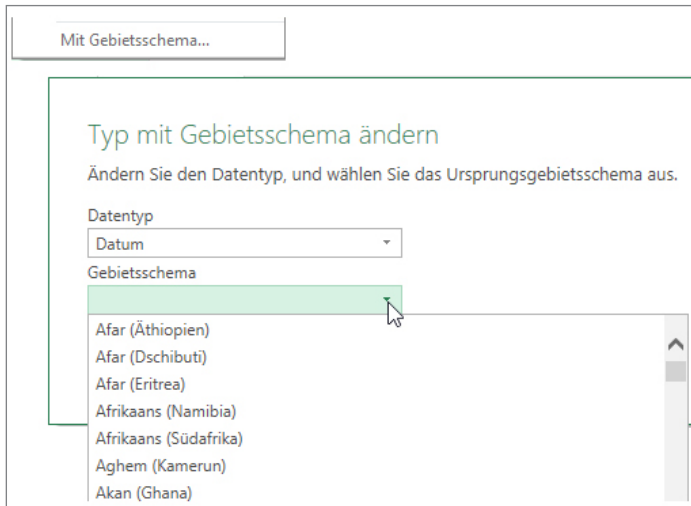 Mit Gebietsschema...
Typ mit Gebietsschema ändern
Ändern Sie den Datentyp, und wählen Sie das Ursprungsgebietsschema aus.
Datentyp
Datum
Gebietsschema
Afar (Äthiopien)
Afar (Dschibuti)
Afar (Eritrea)
Afrikaans (Namibia)
Afrikaans (Südafrika)
Aghem (Kamerun)
Akan (Ghana)